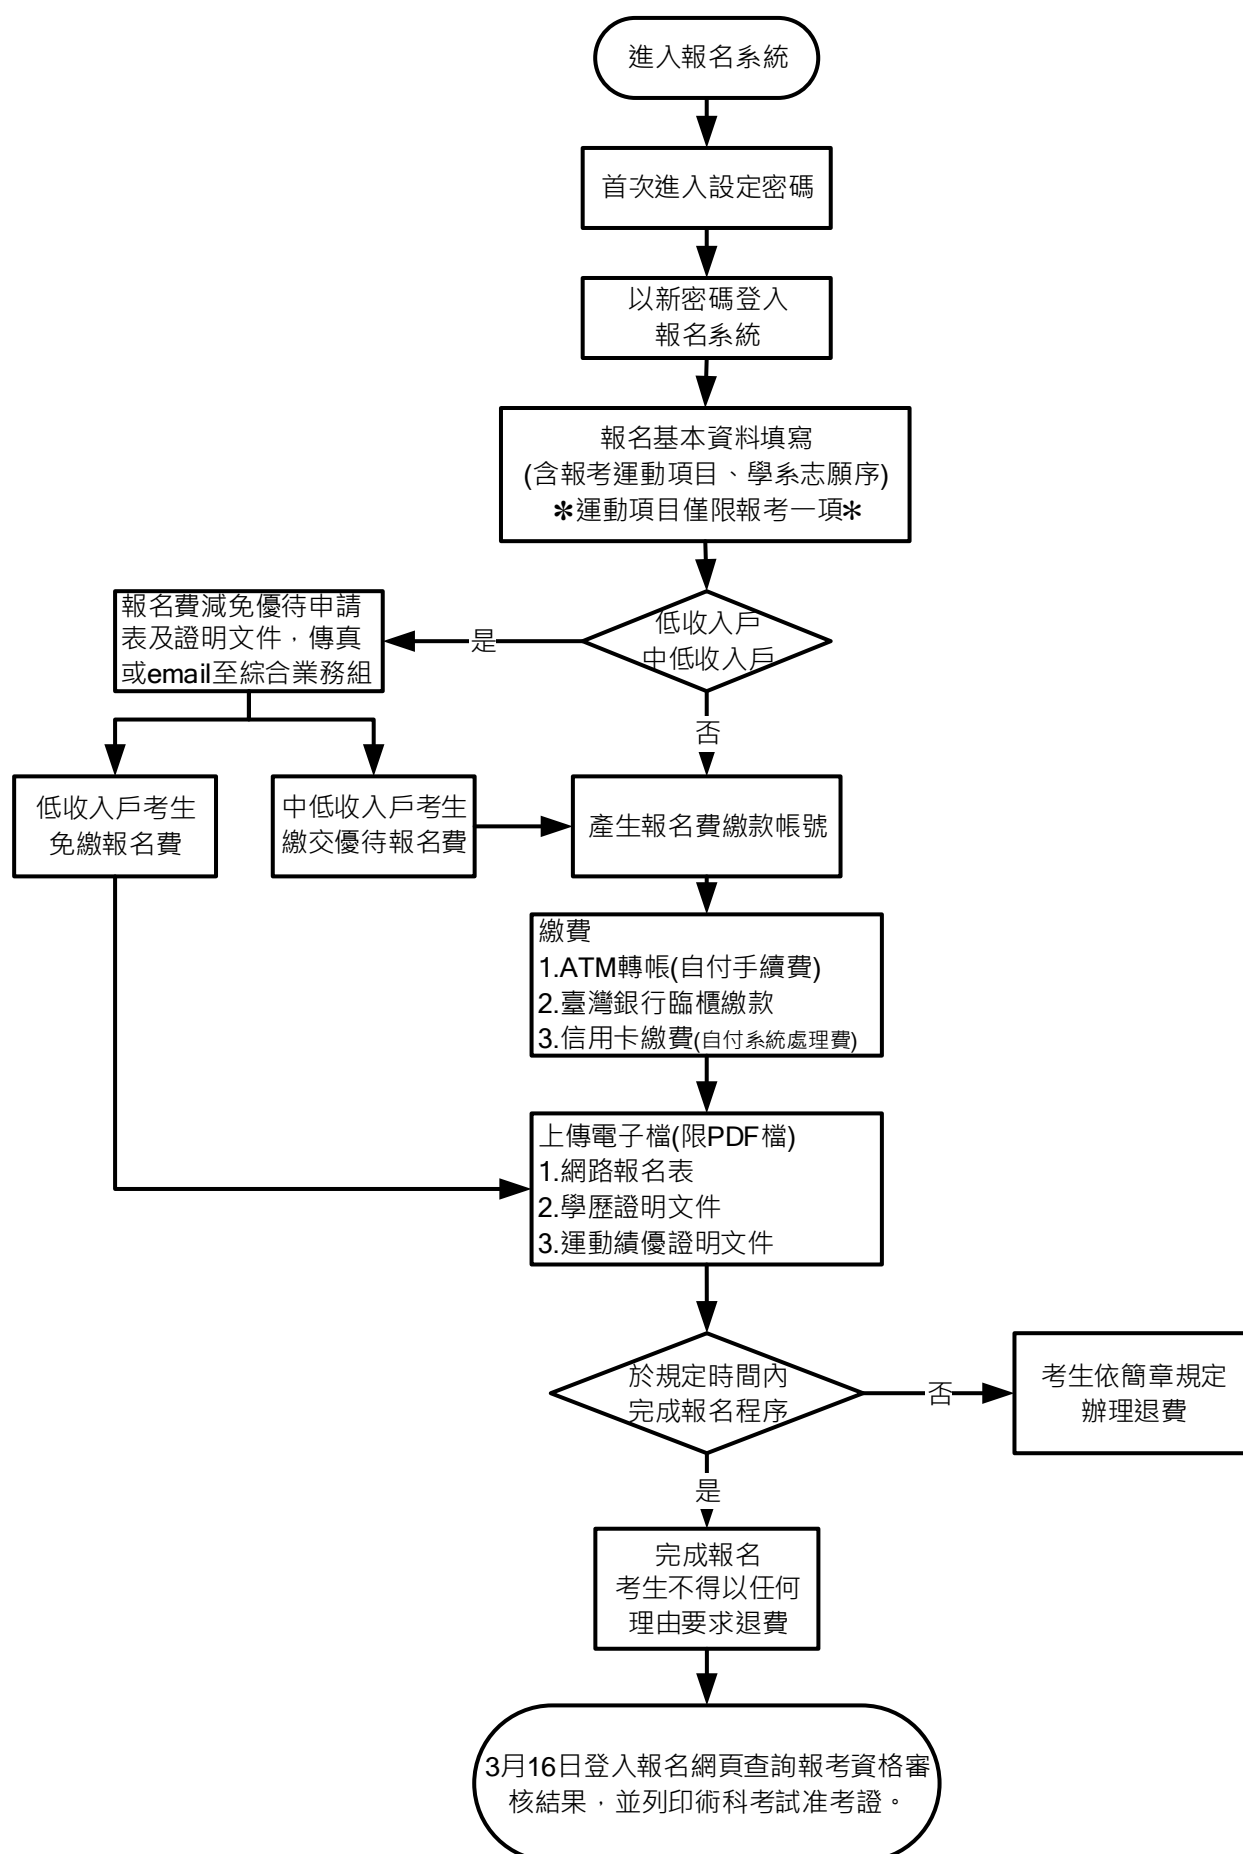 進入報名系統
首次進入設定密碼
以新密碼登入
報名系統
報名基本資料填寫
(含報考運動項目、學系志願序)
✱運動項目僅限報考一項✱
低收入戶
中低收入戶
是
報名費減免優待申請
表及證明文件，傳真
或email至綜合業務組
否
低收入戶考生
免繳報名費
中低收入戶考生
繳交優待報名費
產生報名費繳款帳號
繳費
1.ATM轉帳(自付手續費)
2.臺灣銀行臨櫃繳款
3.信用卡繳費(自付系統處理費)
上傳電子檔(限PDF檔)
1.網路報名表
2.學歷證明文件
3.運動績優證明文件
於規定時間內
完成報名程序
否
考生依簡章規定
辦理退費
是
完成報名
考生不得以任何
理由要求退費
3月16日登入報名網頁查詢報考資格審
核結果，並列印術科考試准考證。